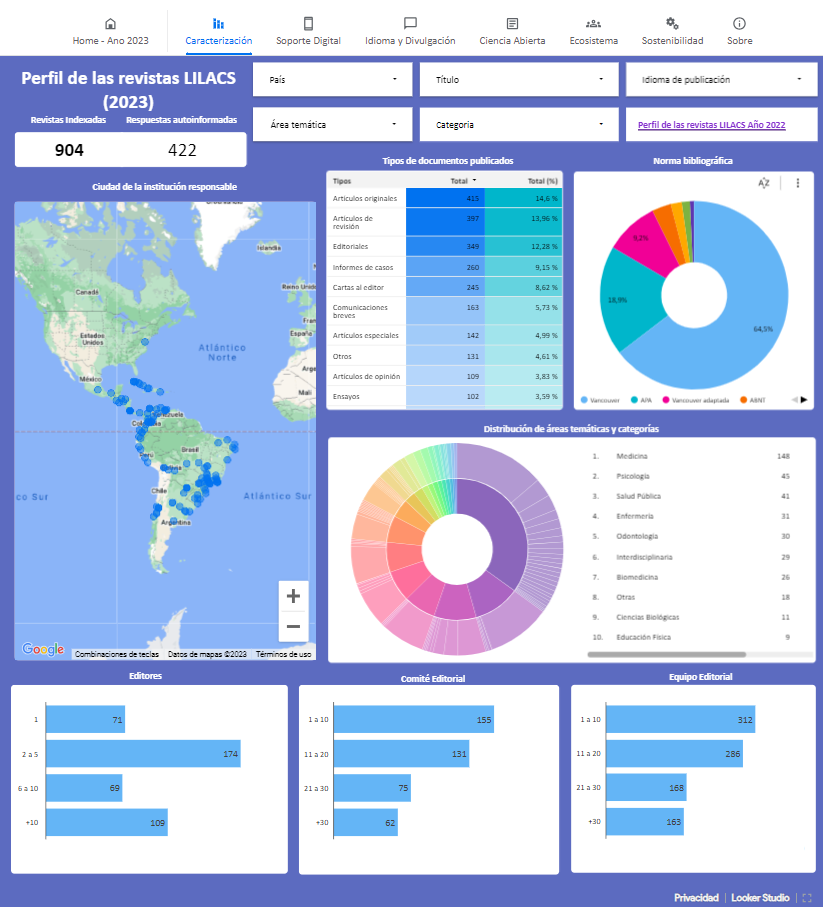 Home - Ano 2023
Caracterización
Soporte Digital
Idioma y Divulgación
Ciencia Abierta
Ecosistema
Sostenibilidad
Sobre
Perfil de las revistas LILACS
(2023)
Revistas Indexadas
Respuestas autoinformadas
904
422
País
Título
Idioma de publicación
Área temática
Categoria
Perfil de las revistas LILACS Año 2022
Ciudad de la institución responsable
Islandia
Canadá
Reino Unido
Estados
Unidos
Atlántico
Norte
España
México
Mali
Brasil
Perú
Chile
Argentina
co Sur
Atlántico Sur
+
−
Google
Combinaciones de teclas
Datos de mapas ©2023
Términos de uso
Tipos de documentos publicados
Tipos Total Total (%)
Artículos originales 415 14,6 %
Artículos de
revisión 397 13,96 %
Editoriales 349 12,28 %
Informes de casos 260 9,15 %
Cartas al editor 245 8,62 %
Comunicaciones
breves 163 5,73 %
Artículos especiales 142 4,99 %
Otros 131 4,61 %
Artículos de opinión 109 3,83 %
Ensayos 102 3,59 %
Norma bibliográfica
AZ
9,2%
18,9%
64,5%
Vancouver
APA
Vancouver adaptada
ABNT
Distribución de áreas temáticas y categorías
1. Medicina 148
2. Psicología 45
3. Salud Pública 41
4. Enfermería 31
5. Odontología 30
6. Interdisciplinaria 29
7. Biomedicina 26
8. Otras 18
9. Ciencias Biológicas 11
10. Educación Física 9
Editores
1 71
2 a 5 174
6 a 10 69
+10 109
Comité Editorial
1 a 10 155
11 a 20 131
21 a 30 75
+30 62
Equipo Editorial
1 a 10 312
11 a 20 286
21 a 30 168
+30 163
Privacidad
Looker Studio